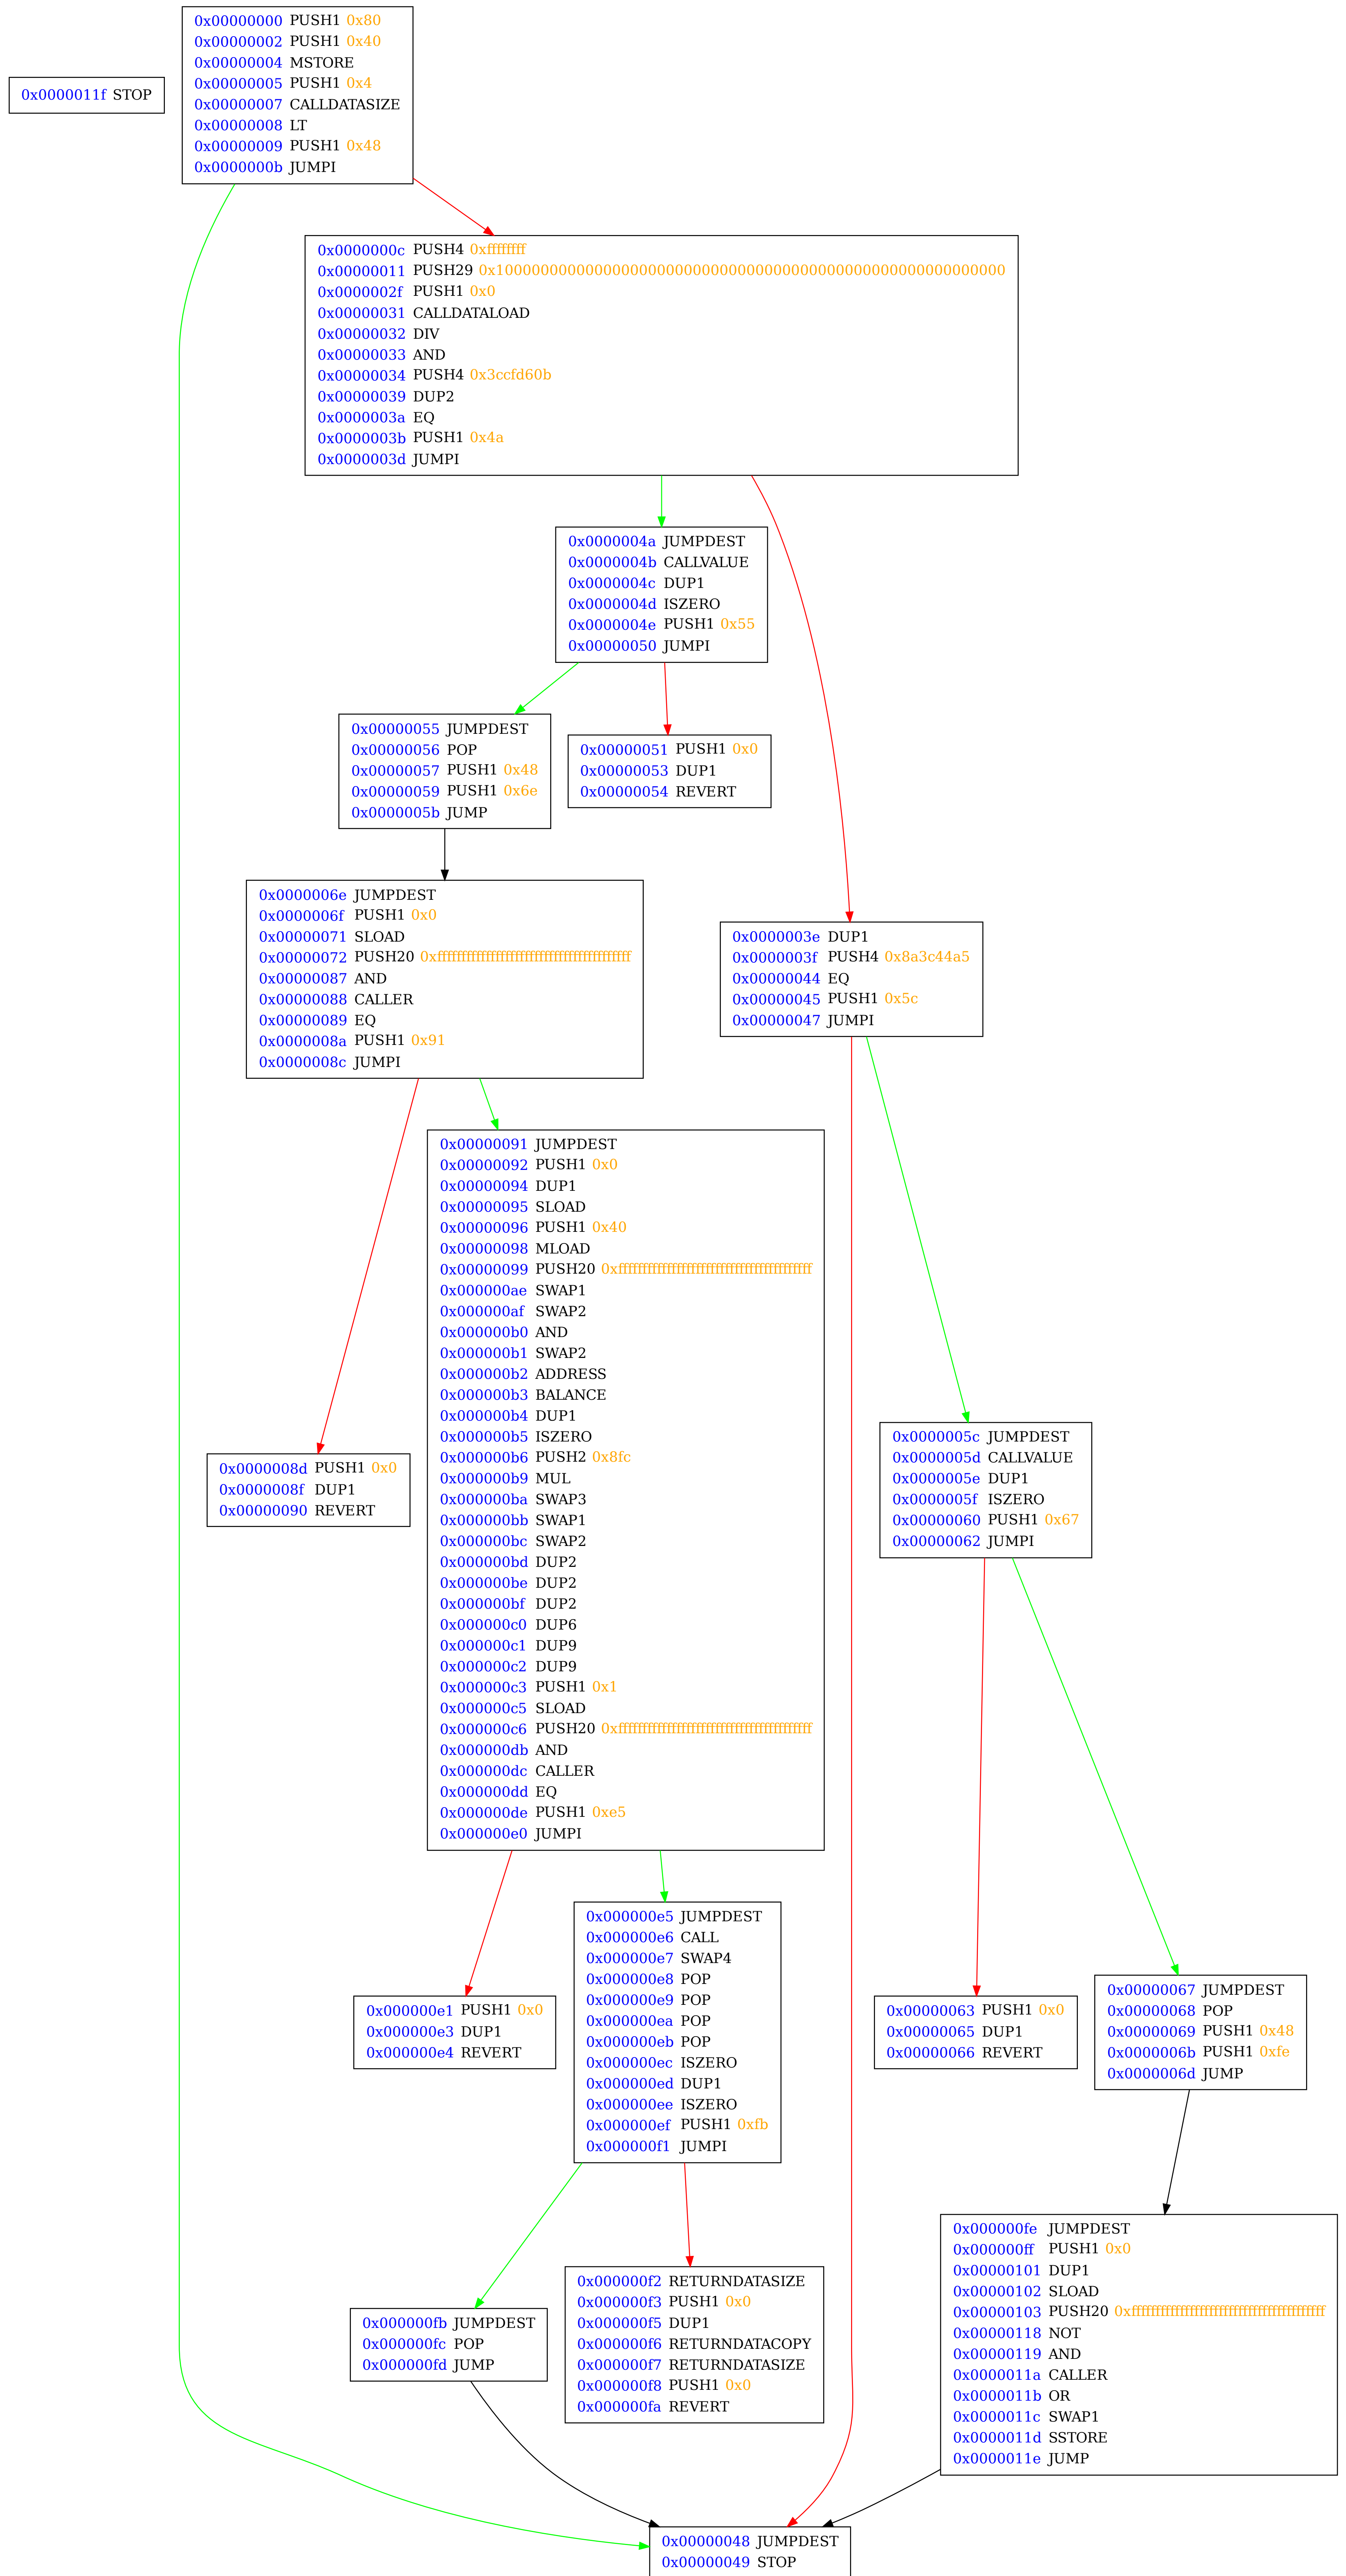 0x0000011f STOP
0x00000000 PUSH1 0x80
0x00000002 PUSH1 0x40
0x00000004 MSTORE
0x00000005 PUSH1 0x4
0x00000007 CALLDATASIZE
0x00000008 LT
0x00000009 PUSH1 0x48
0x0000000b JUMPI
0x0000000c PUSH4 0xffffffff
0x00000011 PUSH29 0x100000000000000000000000000000000000000000000000000000000
0x0000002f PUSH1 0x0
0x00000031 CALLDATALOAD
0x00000032 DIV
0x00000033 AND
0x00000034 PUSH4 0x3ccfd60b
0x00000039 DUP2
0x0000003a EQ
0x0000003b PUSH1 0x4a
0x0000003d JUMPI
0x0000004a JUMPDEST
0x0000004b CALLVALUE
0x0000004c DUP1
0x0000004d ISZERO
0x0000004e PUSH1 0x55
0x00000050 JUMPI
0x00000055 JUMPDEST
0x00000056 POP
0x00000057 PUSH1 0x48
0x00000059 PUSH1 0x6e
0x0000005b JUMP
0x00000051 PUSH1 0x0
0x00000053 DUP1
0x00000054 REVERT
0x0000006e JUMPDEST
0x0000006f PUSH1 0x0
0x00000071 SLOAD
0x00000072 PUSH20 0xffffffffffffffffffffffffffffffffffffffff
0x00000087 AND
0x00000088 CALLER
0x00000089 EQ
0x0000008a PUSH1 0x91
0x0000008c JUMPI
0x0000003e DUP1
0x0000003f PUSH4 0x8a3c44a5
0x00000044 EQ
0x00000045 PUSH1 0x5c
0x00000047 JUMPI
0x00000091 JUMPDEST
0x00000092 PUSH1 0x0
0x00000094 DUP1
0x00000095 SLOAD
0x00000096 PUSH1 0x40
0x00000098 MLOAD
0x00000099 PUSH20 0xffffffffffffffffffffffffffffffffffffffff
0x000000ae SWAP1
0x000000af SWAP2
0x000000b0 AND
0x000000b1 SWAP2
0x000000b2 ADDRESS
0x000000b3 BALANCE
0x000000b4 DUP1
0x000000b5 ISZERO
0x000000b6 PUSH2 0x8fc
0x000000b9 MUL
0x000000ba SWAP3
0x000000bb SWAP1
0x000000bc SWAP2
0x000000bd DUP2
0x000000be DUP2
0x000000bf DUP2
0x000000c0 DUP6
0x000000c1 DUP9
0x000000c2 DUP9
0x000000c3 PUSH1 0x1
0x000000c5 SLOAD
0x000000c6 PUSH20 0xffffffffffffffffffffffffffffffffffffffff
0x000000db AND
0x000000dc CALLER
0x000000dd EQ
0x000000de PUSH1 0xe5
0x000000e0 JUMPI
0x0000008d PUSH1 0x0
0x0000008f DUP1
0x00000090 REVERT
0x0000005c JUMPDEST
0x0000005d CALLVALUE
0x0000005e DUP1
0x0000005f ISZERO
0x00000060 PUSH1 0x67
0x00000062 JUMPI
0x000000e5 JUMPDEST
0x000000e6 CALL
0x000000e7 SWAP4
0x000000e8 POP
0x000000e9 POP
0x000000ea POP
0x000000eb POP
0x000000ec ISZERO
0x000000ed DUP1
0x000000ee ISZERO
0x000000ef PUSH1 0xfb
0x000000f1 JUMPI
0x000000e1 PUSH1 0x0
0x000000e3 DUP1
0x000000e4 REVERT
0x00000063 PUSH1 0x0
0x00000065 DUP1
0x00000066 REVERT
0x00000067 JUMPDEST
0x00000068 POP
0x00000069 PUSH1 0x48
0x0000006b PUSH1 0xfe
0x0000006d JUMP
0x000000fb JUMPDEST
0x000000fc POP
0x000000fd JUMP
0x000000f2 RETURNDATASIZE
0x000000f3 PUSH1 0x0
0x000000f5 DUP1
0x000000f6 RETURNDATACOPY
0x000000f7 RETURNDATASIZE
0x000000f8 PUSH1 0x0
0x000000fa REVERT
0x000000fe JUMPDEST
0x000000ff PUSH1 0x0
0x00000101 DUP1
0x00000102 SLOAD
0x00000103 PUSH20 0xffffffffffffffffffffffffffffffffffffffff
0x00000118 NOT
0x00000119 AND
0x0000011a CALLER
0x0000011b OR
0x0000011c SWAP1
0x0000011d SSTORE
0x0000011e JUMP
0x00000048 JUMPDEST
0x00000049 STOP